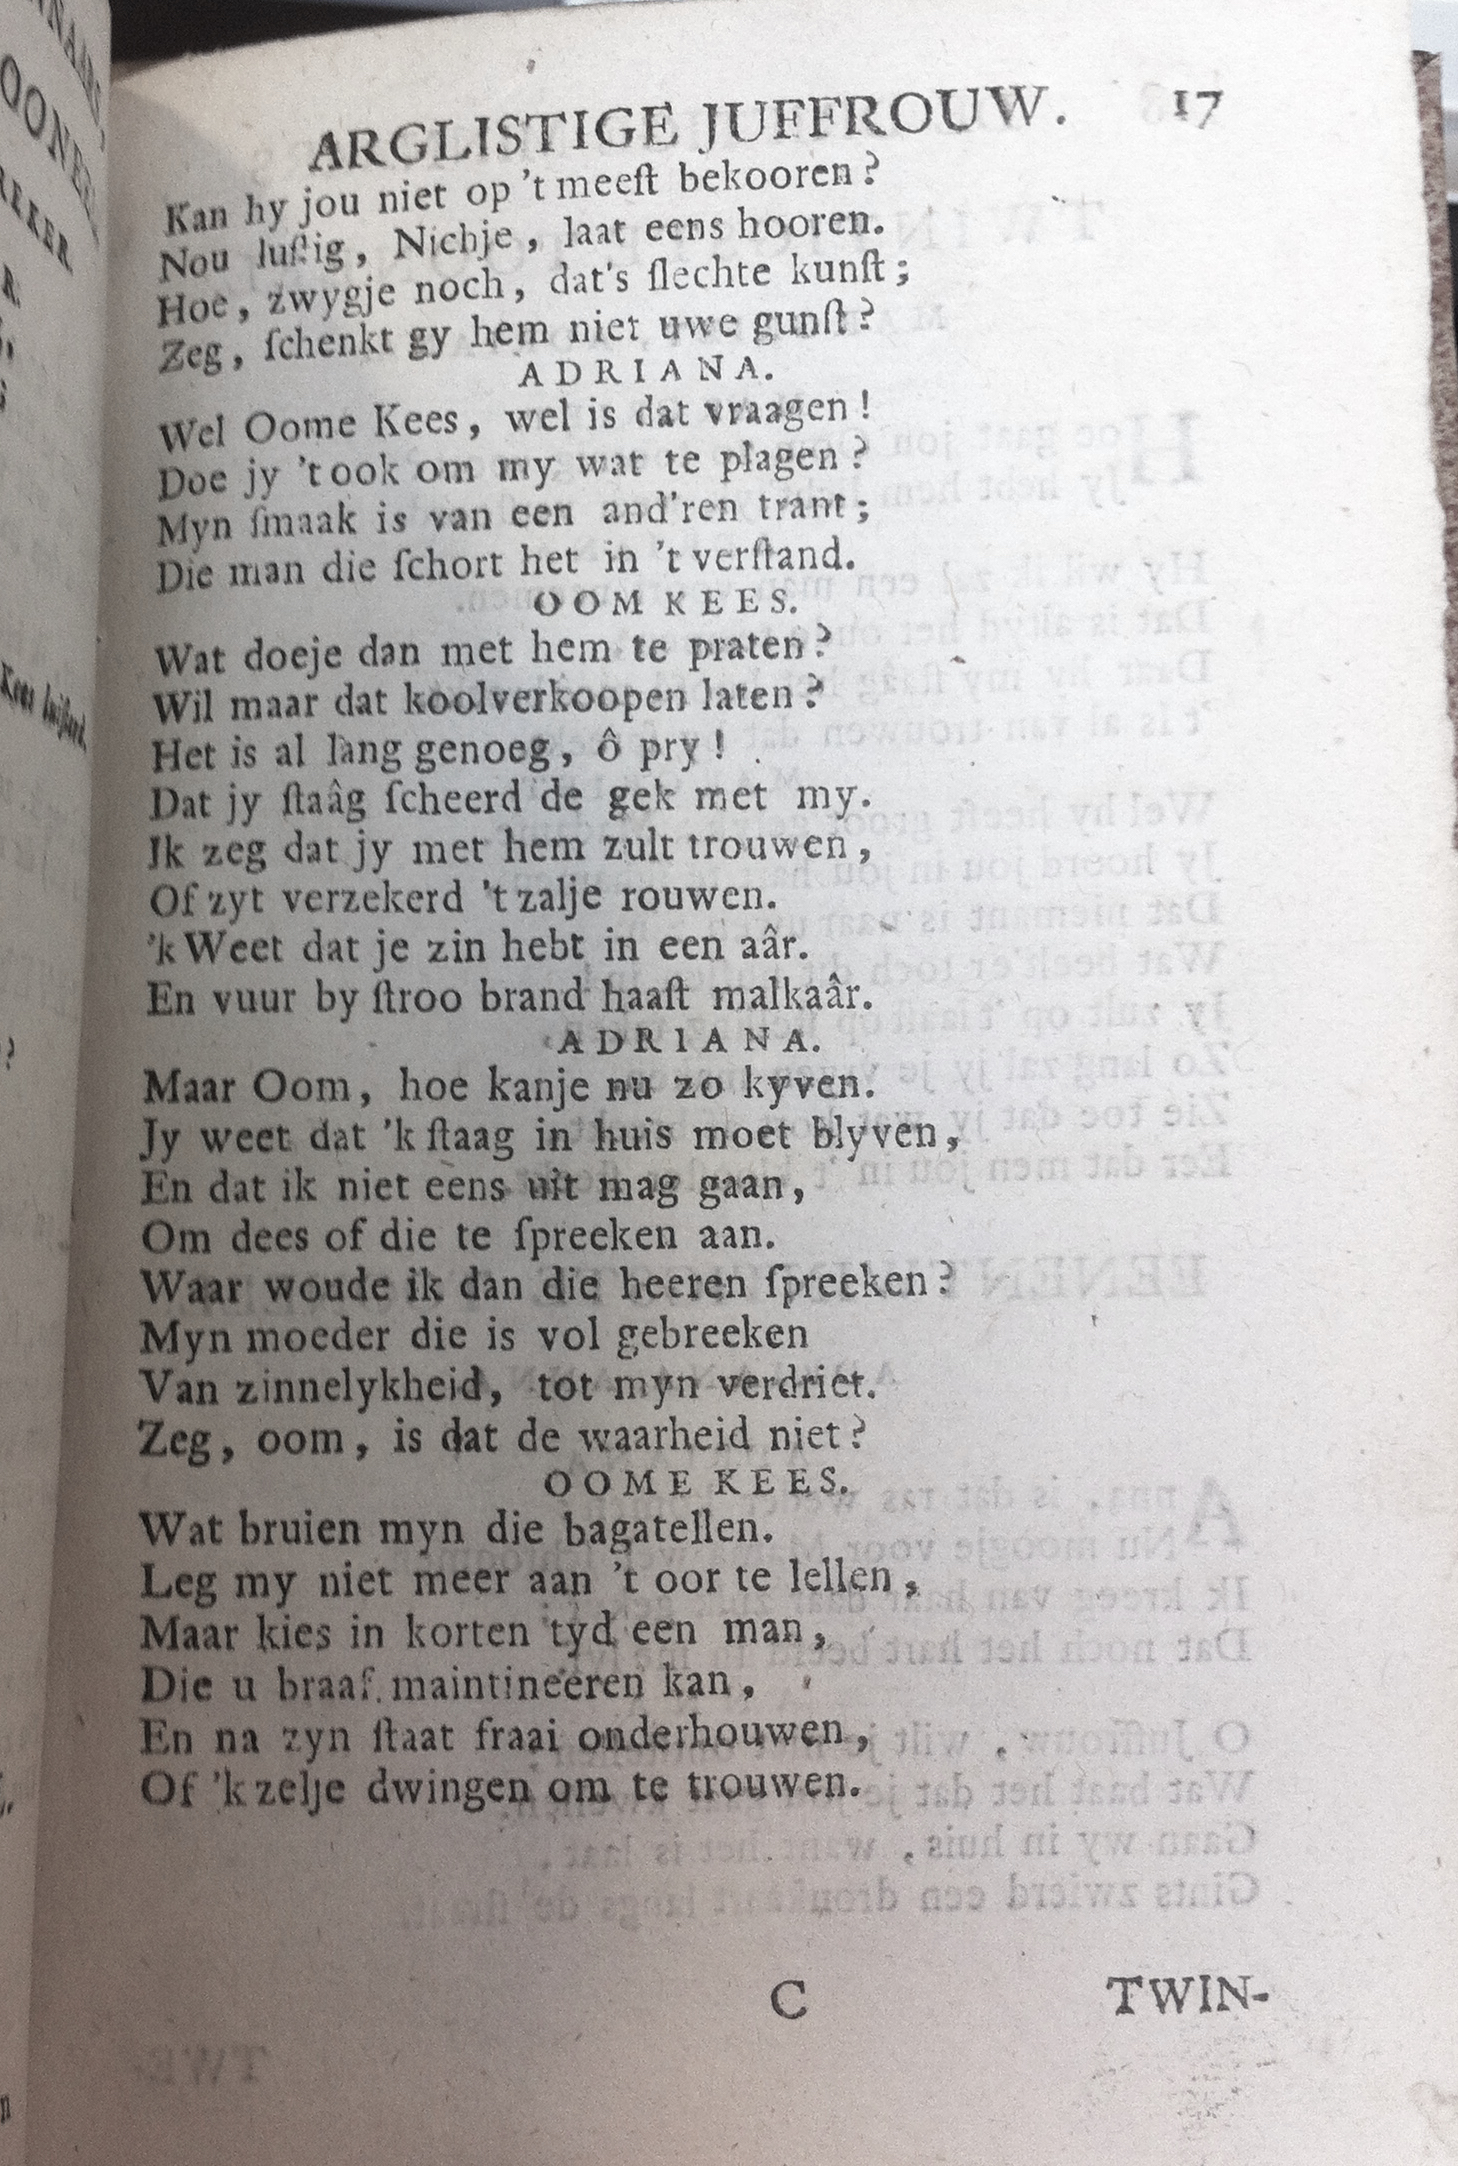 ARGLISTIGE JUFFROUW. 17
Kan hy jou niet op 't meeſt bekooren?
Nou luſtig, Nichje, laat eens hooren.
Hoe, zwygje noch, dat's ſlechte kunſt;
Zeg, ſchenkt gy hem niet uwe gunſt?
ADRIANA.
Wel Oome Kees, wel is dat vraagen!
Doe jy 't ook om my wat te plagen?
Myn ſmaak is van een and'ren trant;
Die man die ſchort het in 't verſtand.
OOM KEES.
Wat doeje dan met hem te praten?
Wil maar dat koolverkoopen laten?
Het is al lang genoeg, ô pry!
Dat jy ſtaâg ſcheerd de gek met my.
Ik zeg dat jy met hem zult trouwen,
Of zyt verzekerd 't zalje rouwen.
'k Weet dat je zin hebt in een aâr.
En vuur by ſtroo brand haaſt malkaâr.
ADRIANA.
Maar Oom, hoe kanje nu zo kyven.
Jy weet dat 'k ſtaag in huis moet blyven,
En dat ik niet eens uit mag gaan,
Om dees of die te ſpreeken aan.
Waar woude ik dan die heeren ſpreeken?
Myn moeder die is vol gebreeken
Van zinnelykheid, tot myn verdriet.
Zeg, oom, is dat de waarheid niet?
OOME KEES.
Wat bruien myn die bagatellen.
Leg my niet meer aan 't oor te lellen,
Maar kies in korten tyd een man,
Die u braaf maintineeren kan,
En na zyn ſtaat fraai onderhouwen,
Of 'k zelje dwingen om te trouwen.
C TWIN-